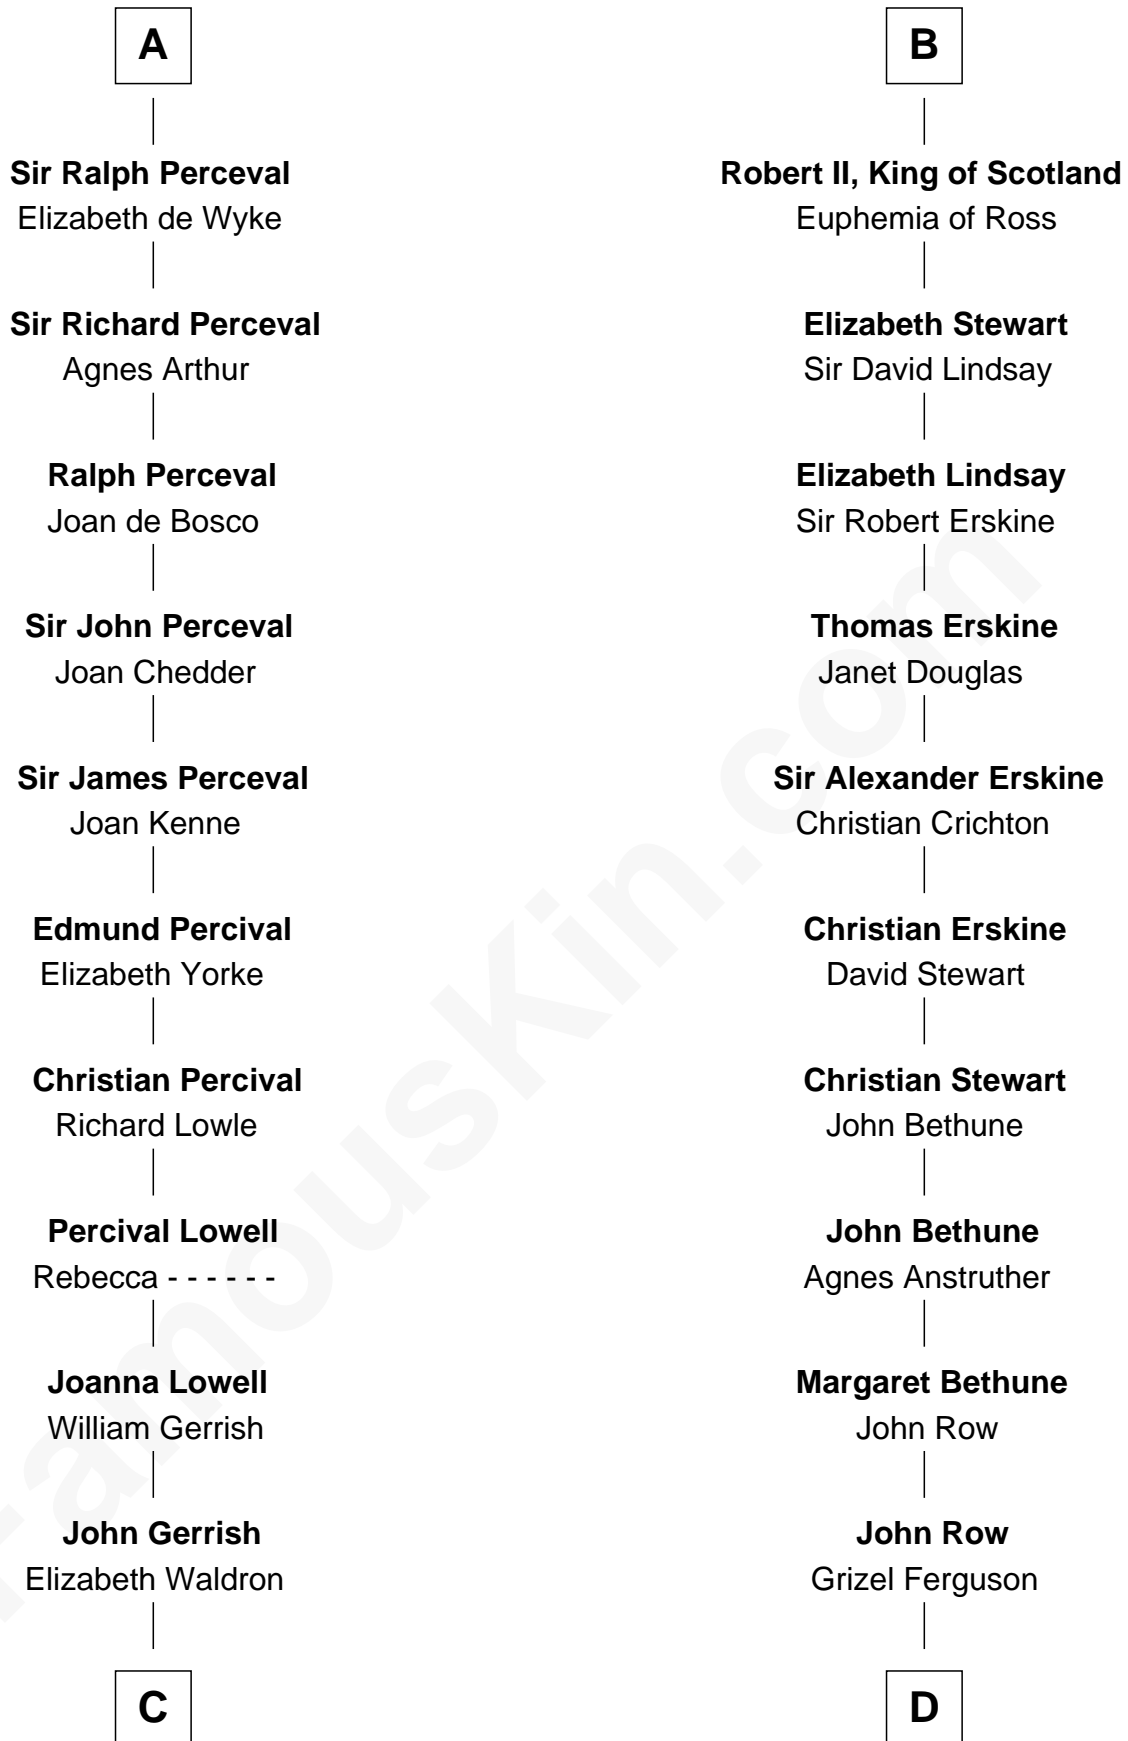 A
Sir Ralph Perceval
Elizabeth de Wyke
Sir Richard Perceval
Agnes Arthur
Ralph Perceval
Joan de Bosco
Sir John Perceval
Joan Chedder
Sir James Perceval
Joan Kenne
Edmund Percival
Elizabeth Yorke
Christian Percival
Richard Lowle
Percival Lowell
Rebecca - - - - - -
Joanna Lowell
William Gerrish
John Gerrish
Elizabeth Waldron
C
B
Robert II, King of Scotland
Euphemia of Ross
Elizabeth Stewart
Sir David Lindsay
Elizabeth Lindsay
Sir Robert Erskine
Thomas Erskine
Janet Douglas
Sir Alexander Erskine
Christian Crichton
Christian Erskine
David Stewart
Christian Stewart
John Bethune
John Bethune
Agnes Anstruther
Margaret Bethune
John Row
John Row
Grizel Ferguson
D
FamousKin.com